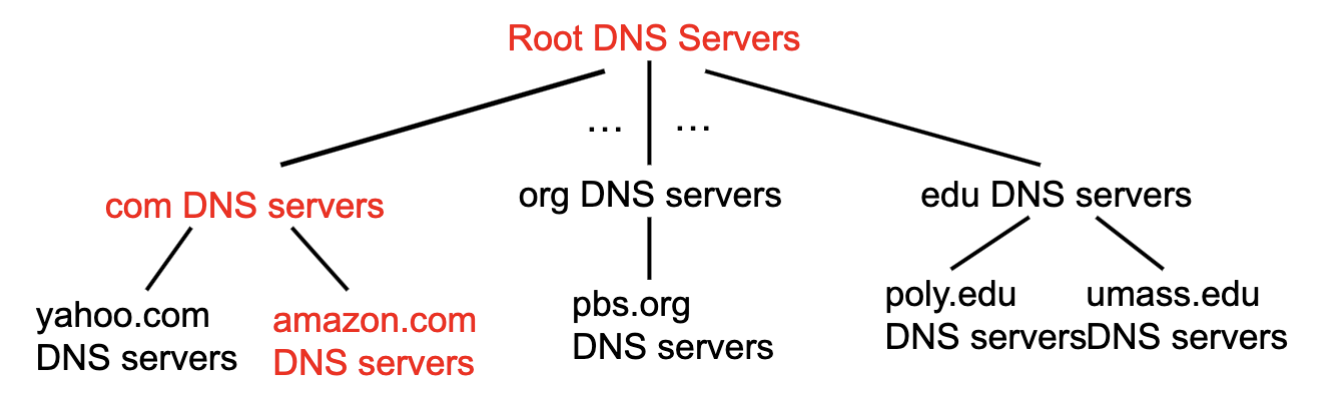 Root DNS Servers
... ...
com DNS servers
org DNS servers
edu DNS servers
yahoo.com
DNS servers
amazon.com
DNS servers
pbs.org
DNS servers
poly.edu
DNS servers
umass.edu
DNS servers